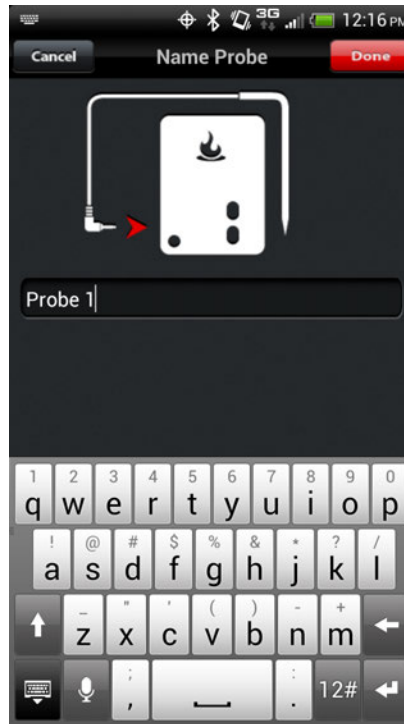 3G 12:16 PM
Cancel Name Probe Done
Probe 1
1 2 3 4 5 6 7 8 9 0
q w e r t y u i o p
! @ # $ % & * ? /
a s d f g h j k l
_ " ' ( ) - +
z x c v b n m
; :
, . 12#